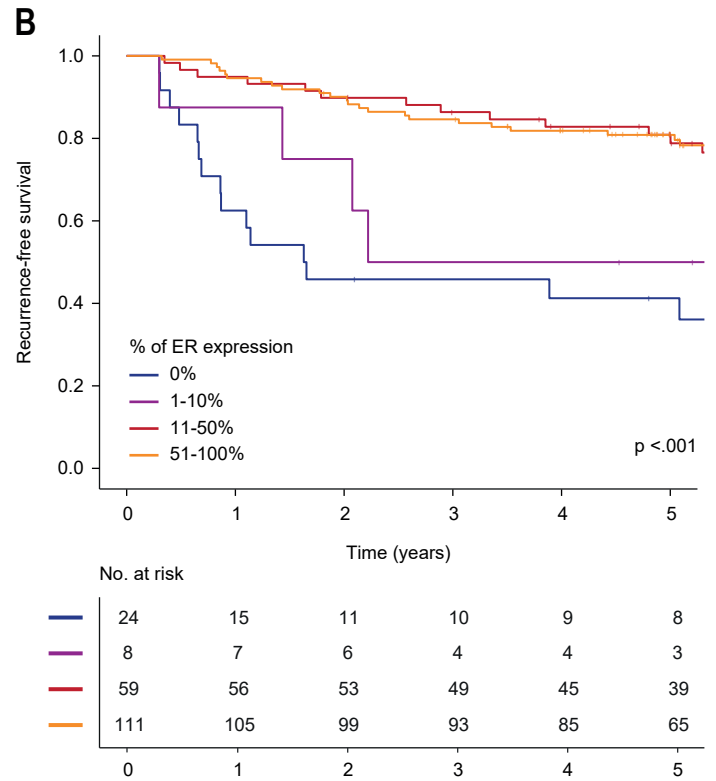 B
1.0
0.8
0.6
0.4
0.2
0.0
Recurrence-free survival
% of ER expression
0%
1-10%
11-50%
51-100%
p <.001
0 1 2 3 4 5
Time (years)
No. at risk
24 15 11 10 9 8
8 7 6 4 4 3
59 56 53 49 45 39
111 105 99 93 85 65
0 1 2 3 4 5